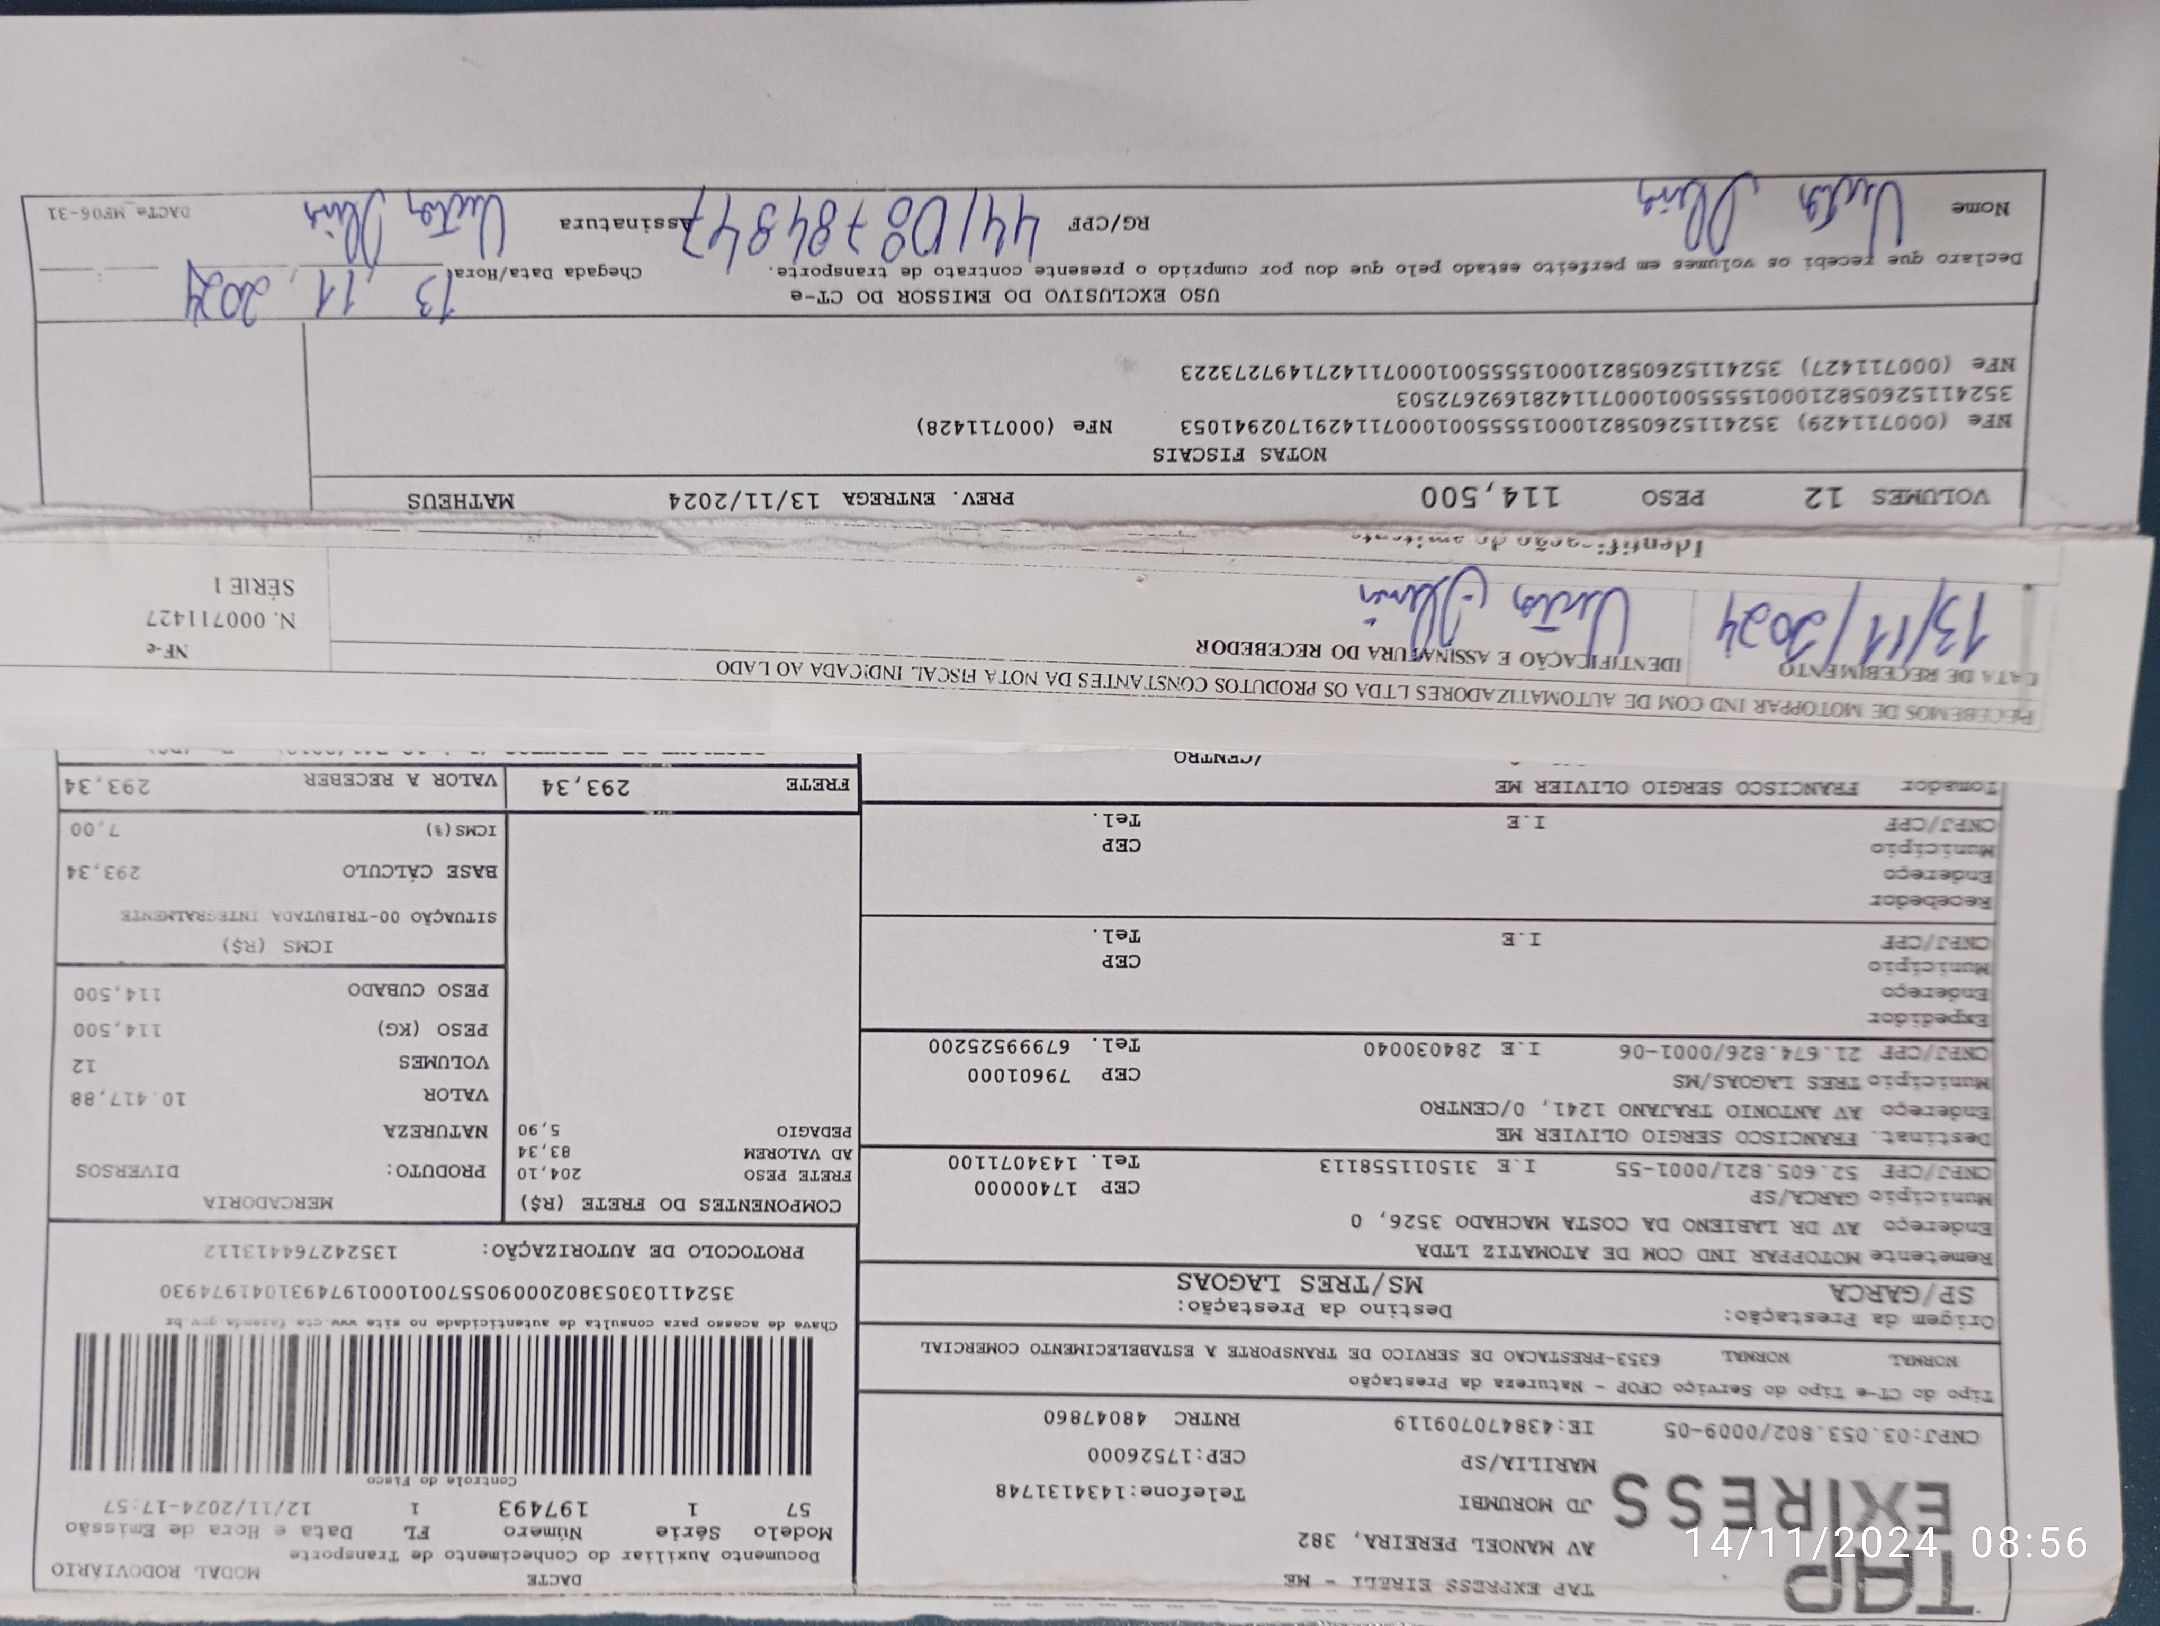 TAP
EXIRESS
TAP EXPRESS EIRELI - ME
AV MANOEL PEREIRA, 382
JD MORUMBI Telefone:1434131748
MARILIA/SP CEP:17526000
CNPJ:03.053.802/0009-05 IE:438470709119 RNTRC 48047860
DACTE MODAL RODOVIÁRIO
Documento Auxiliar do Conhecimento de Transporte
Modelo Série Número FL Data e Hora de Emissão
57 1 197493 1 12/11/2024-17:57
Controle do Fisco
Chave de acesso para consulta de autenticidade no site www.cte.fazenda.gov.br
35241103053802000905570010001974931041974930
PROTOCOLO DE AUTORIZAÇÃO: 135242764413112
Tipo do CT-e Tipo do Serviço CFOP - Natureza da Prestação
NORMAL NORMAL 6353-PRESTACAO DE SERVICO DE TRANSPORTE A ESTABELECIMENTO COMERCIAL
Origem da Prestação: Destino da Prestação:
SP/GARCA MS/TRES LAGOAS
Remetente MOTOPPAR IND COM DE ATOMATIZ LTDA
Endereço AV DR LABIENO DA COSTA MACHADO 3526, 0
Município GARCA/SP CEP 17400000
CNPJ/CPF 52.605.821/0001-55 I.E 315011558113 Tel. 1434071100
Destinat. FRANCISCO SERGIO OLIVIER ME
Endereço AV ANTONIO TRAJANO 1241, 0/CENTRO
Município TRES LAGOAS/MS CEP 79601000
CNPJ/CPF 21.674.826/0001-06 I.E 284030040 Tel. 67999525200
Expedidor
Endereço
Município CEP
CNPJ/CPF I.E Tel.
Recebedor
Endereço
Município CEP
CNPJ/CPF I.E Tel.
Tomador FRANCISCO SERGIO OLIVIER ME
/CENTRO
COMPONENTES DO FRETE (R$)
FRETE PESO 204,10
AD VALOREM 83,34
PEDAGIO 5,90
FRETE 293,34
MERCADORIA
PRODUTO: DIVERSOS
NATUREZA
VALOR 10.417,88
VOLUMES 12
PESO (KG) 114,500
PESO CUBADO 114,500
ICMS (R$)
SITUAÇÃO 00-TRIBUTADA INTEGRALMENTE
BASE CÁLCULO 293,34
ICMS(%) 7,00
VALOR A RECEBER 293,34
RECEBEMOS DE MOTOPPAR IND COM DE AUTOMATIZADORES LTDA OS PRODUTOS CONSTANTES DA NOTA FISCAL INDICADA AO LADO
DATA DE RECEBIMENTO IDENTIFICAÇÃO E ASSINATURA DO RECEBEDOR
13/11/2024 Victor
NF-e
N. 000711427
SÉRIE 1
Identificação do emitente
VOLUMES 12 PESO 114,500 PREV. ENTREGA 13/11/2024 MATHEUS
NOTAS FISCAIS
NFe (000711429) 35241152605821000155550010007114291702941053 NFe (000711428)
35241152605821000155550010007114281692672503
NFe (000711427) 35241152605821000155550010007114271497273223
USO EXCLUSIVO DO EMISSOR DO CT-e
Declaro que recebi os volumes em perfeito estado pelo que dou por cumprido o presente contrato de transporte. Chegada Data/Hora 13 11 2024
Nome Victor RG/CPF Assinatura Victor
DACTe_MF06-31
14/11/2024 08:56